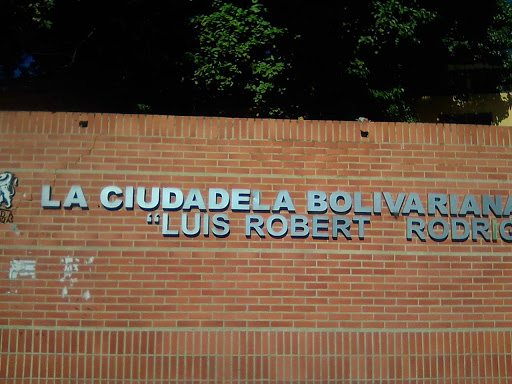 LA CIUDADELA BOLIVARIANA
“LUIS ROBERT RODRIG